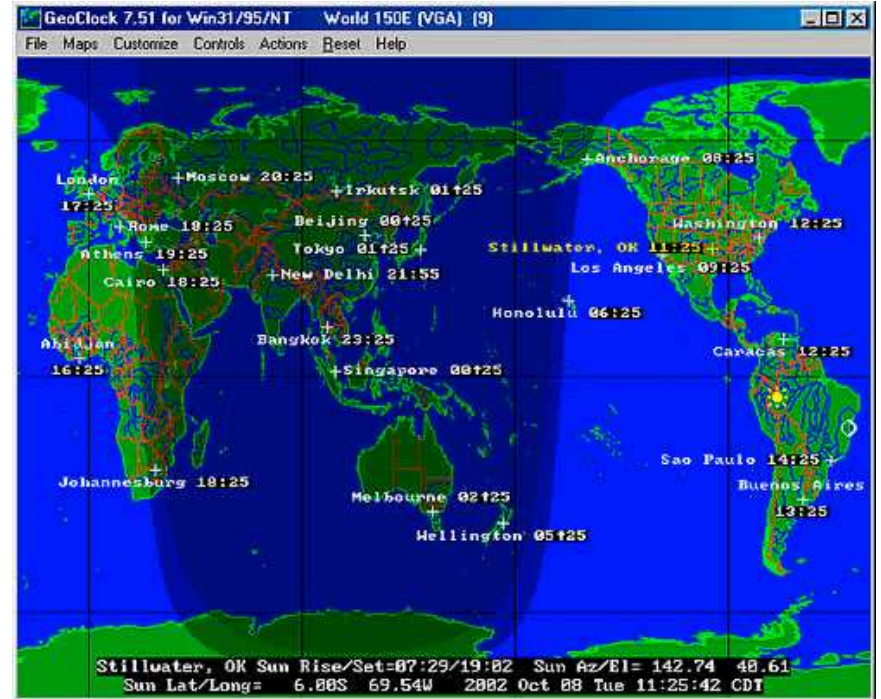 GeoClock 7.51 for Win31/95/NT World 150E (VGA) (9)
File Maps Customize Controls Actions Reset Help
Anchorage 08:25
London
17:25
Moscow 20:25
Irkutsk 01↑25
Rome 18:25
Beijing 00↑25
Washington 12:25
Athens 19:25
Tokyo 01↑25
Stillwater, OK 11:25
Cairo 18:25
New Delhi 21:55
Los Angeles 09:25
Honolulu 06:25
Abidjan
16:25
Bangkok 23:25
Caracas 12:25
Singapore 00↑25
Sao Paulo 14:25
Johannesburg 18:25
Melbourne 02↑25
Buenos Aires
13:25
Wellington 05↑25
Stillwater, OK Sun Rise/Set=07:29/19:02 Sun Az/El= 142.74 40.61
Sun Lat/Long= 6.00S 69.54W 2002 Oct 08 Tue 11:25:42 CDT